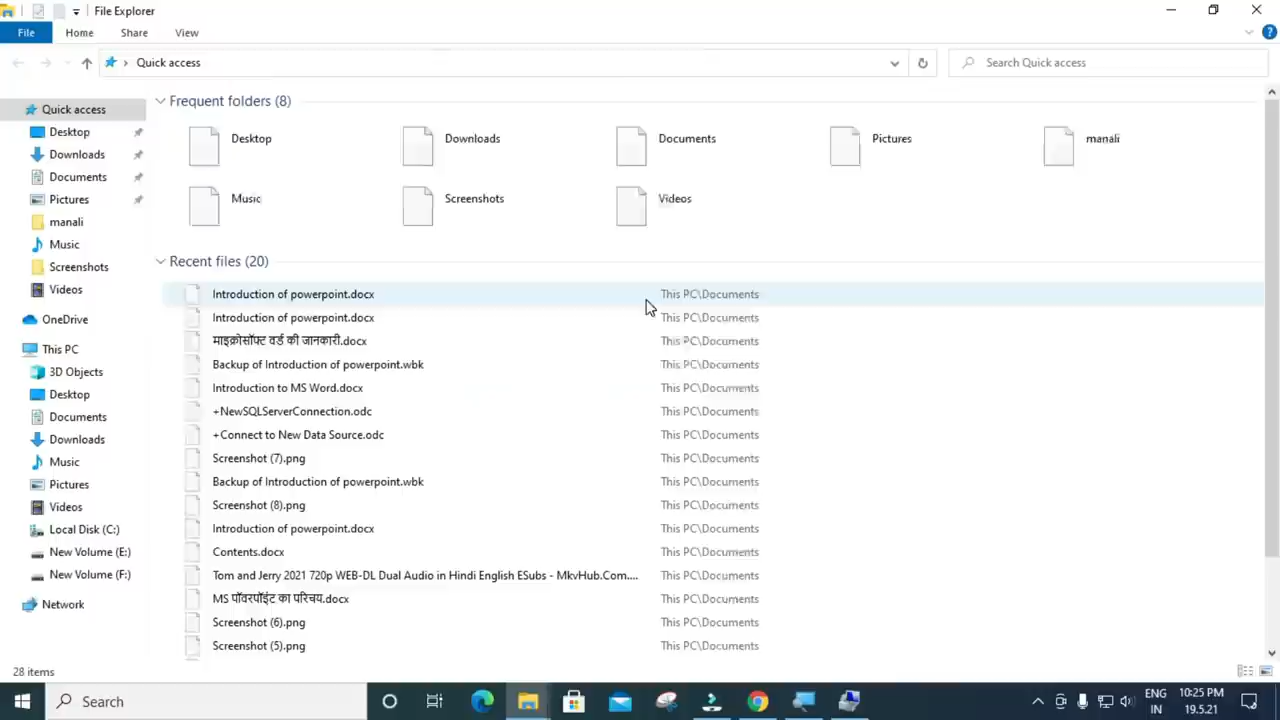 File Explorer
File Home Share View
Quick access Search Quick access
Quick access
Desktop
Downloads
Documents
Pictures
manali
Music
Screenshots
Videos
OneDrive
This PC
3D Objects
Desktop
Documents
Downloads
Music
Pictures
Videos
Local Disk (C:)
New Volume (E:)
New Volume (F:)
Network
Frequent folders (8)
Desktop Downloads Documents Pictures manali
Music Screenshots Videos
Recent files (20)
Introduction of powerpoint.docx This PC\Documents
Introduction of powerpoint.docx This PC\Documents
माइक्रोसॉफ्ट वर्ड की जानकारी.docx This PC\Documents
Backup of Introduction of powerpoint.wbk This PC\Documents
Introduction to MS Word.docx This PC\Documents
+NewSQLServerConnection.odc This PC\Documents
+Connect to New Data Source.odc This PC\Documents
Screenshot (7).png This PC\Documents
Backup of Introduction of powerpoint.wbk This PC\Documents
Screenshot (8).png This PC\Documents
Introduction of powerpoint.docx This PC\Documents
Contents.docx This PC\Documents
Tom and Jerry 2021 720p WEB-DL Dual Audio in Hindi English ESubs - MkvHub.Com.... This PC\Documents
MS पॉवरपॉइंट का परिचय.docx This PC\Documents
Screenshot (6).png This PC\Documents
Screenshot (5).png This PC\Documents
28 items
Search
ENG
IN
10:25 PM
19.5.21